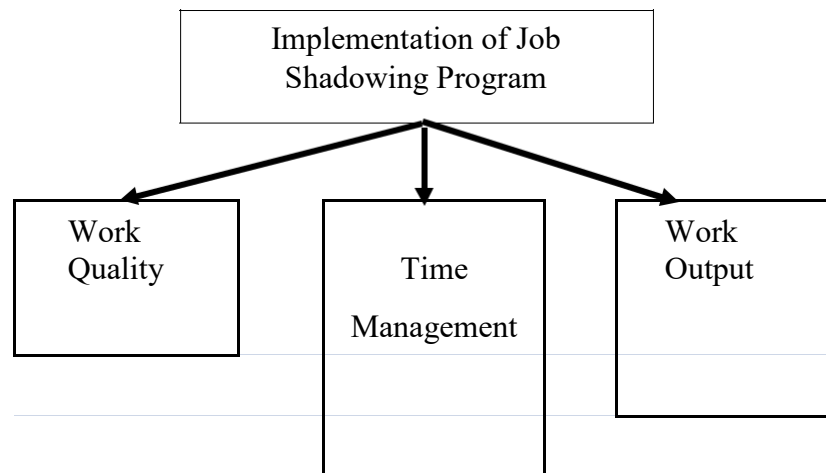 Implementation of Job
Shadowing Program
Work
Quality
Time
Management
Work
Output